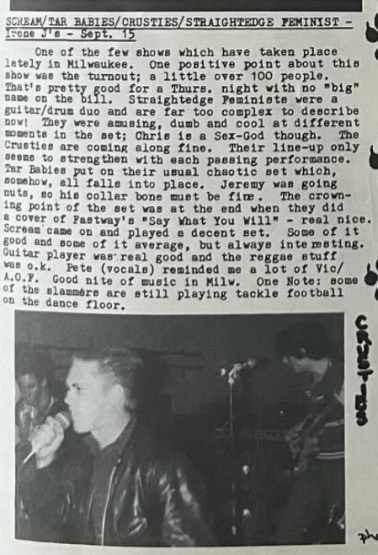 SCREAM/TAR BABIES/CRUSTIES/STRAIGHTEDGE FEMINIST -
Irene J's - Sept. 15
One of the few shows which have taken place
lately in Milwaukee. One positive point about this
show was the turnout; a little over 100 people.
That's pretty good for a Thurs. night with no "big"
name on the bill. Straightedge Feminists were a
guitar/drum duo and are far too complex to describe
now! They were amusing, dumb and cool at different
moments in the set; Chris is a Sex-God though. The
Crusties are coming along fine. Their line-up only
seems to strengthen with each passing performance.
Tar Babies put on their usual chaotic set which,
somehow, all falls into place. Jeremy was going
nuts, so his collar bone must be fine. The crown-
ing point of the set was at the end when they did
a cover of Fastway's "Say What You Will" - real nice.
Scream came on and played a decent set. Some of it
good and some of it average, but always interesting.
Guitar player was real good and the reggae stuff
was o.k. Pete (vocals) reminded me a lot of Vic/
A.O.F. Good nite of music in Milw. One Note: some
of the slammers are still playing tackle football
on the dance floor.